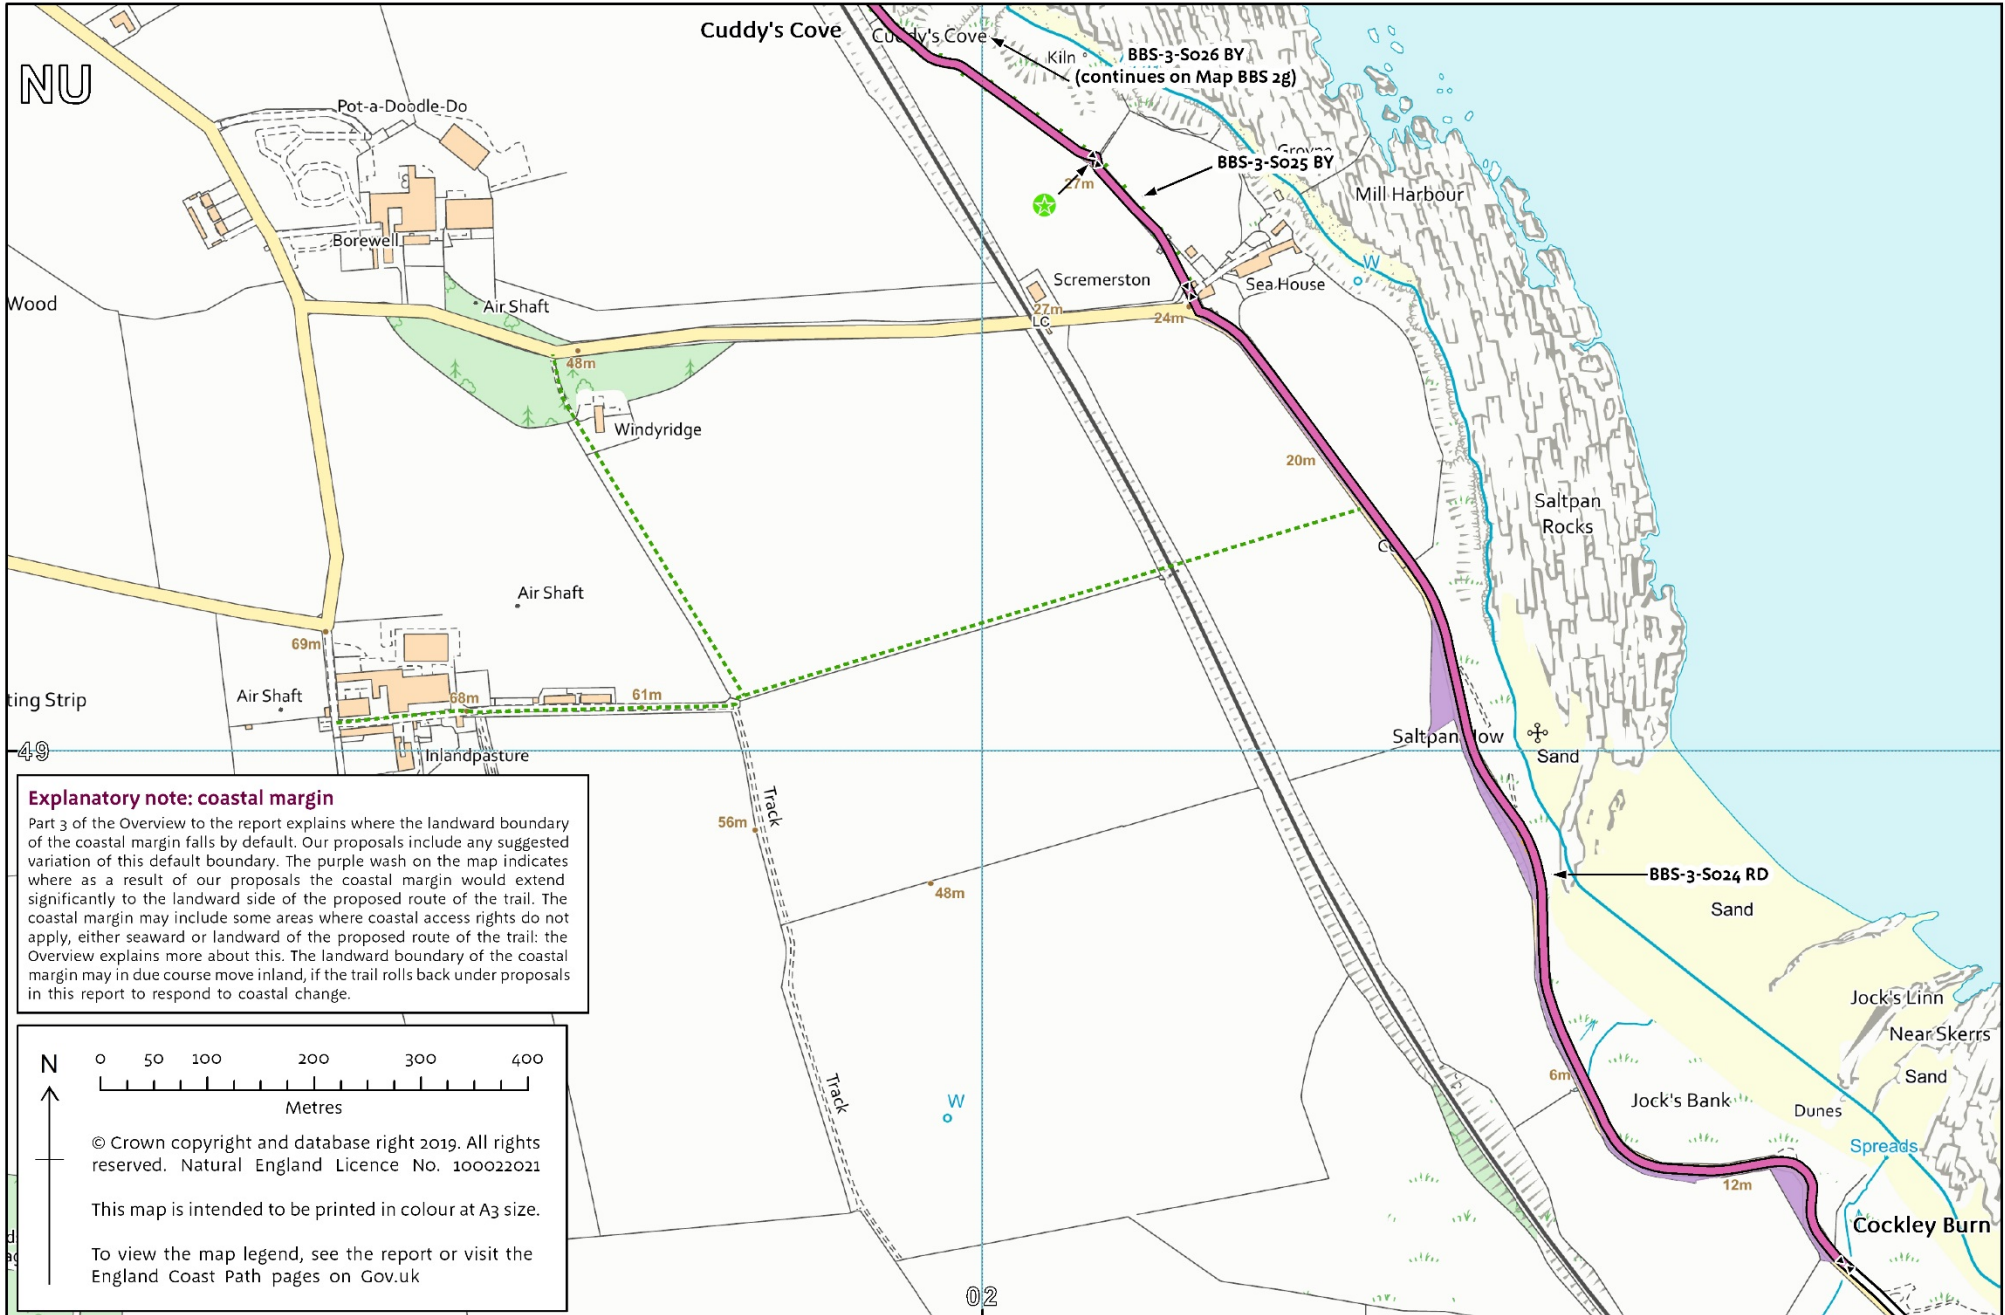 Cuddy's Cove
Cuddy's Cove
Kiln
BBS-3-S026 BY
(continues on Map BBS 2g)
NU
Pot-a-Doodle-Do
BBS-3-S025 BY
27m
Mill Harbour
Borewell
W
Scremerston
Sea House
Wood
Air Shaft
27m
LC
24m
48m
Windyridge
20m
Saltpan
Rocks
Air Shaft
69m
Air Shaft
68m
61m
ting Strip
Saltpan
Sand
49
Inlandpasture
Explanatory note: coastal margin
Part 3 of the Overview to the report explains where the landward boundary
of the coastal margin falls by default. Our proposals include any suggested
variation of this default boundary. The purple wash on the map indicates
where as a result of our proposals the coastal margin would extend
significantly to the landward side of the proposed route of the trail. The
coastal margin may include some areas where coastal access rights do not
apply, either seaward or landward of the proposed route of the trail: the
Overview explains more about this. The landward boundary of the coastal
margin may in due course move inland, if the trail rolls back under proposals
in this report to respond to coastal change.
Track
56m
48m
BBS-3-S024 RD
Sand
Jock's Linn
Near Skerrs
Sand
6m
Jock's Bank
Dunes
Spreads
Track
W
12m
Cockley Burn
N
0 50 100 200 300 400
Metres
© Crown copyright and database right 2019. All rights
reserved. Natural England Licence No. 100022021
This map is intended to be printed in colour at A3 size.
To view the map legend, see the report or visit the
England Coast Path pages on Gov.uk
02